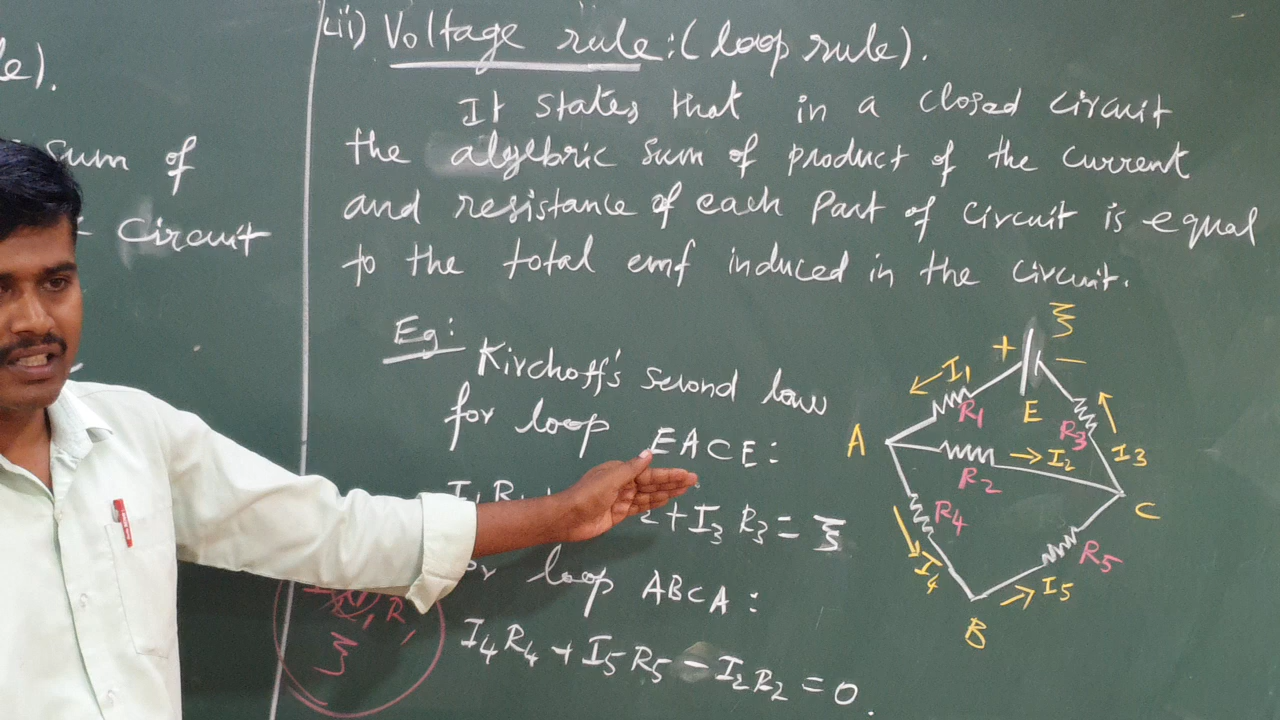 le).
sum of
circuit
(ii) Voltage rule:(loop rule).
It states that in a closed circuit
the algebric sum of product of the current
and resistance of each part of circuit is equal
to the total emf induced in the circuit.
Eg: Kirchoff's second law
for loop EACE:
I₁R₁ ₂+I₃R₃ = ξ
loop ABCA:
I₄R₄ + I₅R₅ - I₂R₂ = 0.
ξ
+ -
I₁
R₁ E R₃
A I₂ I₃
R₂
C
R₄ R₅
I₄ I₅
B
R
ξ